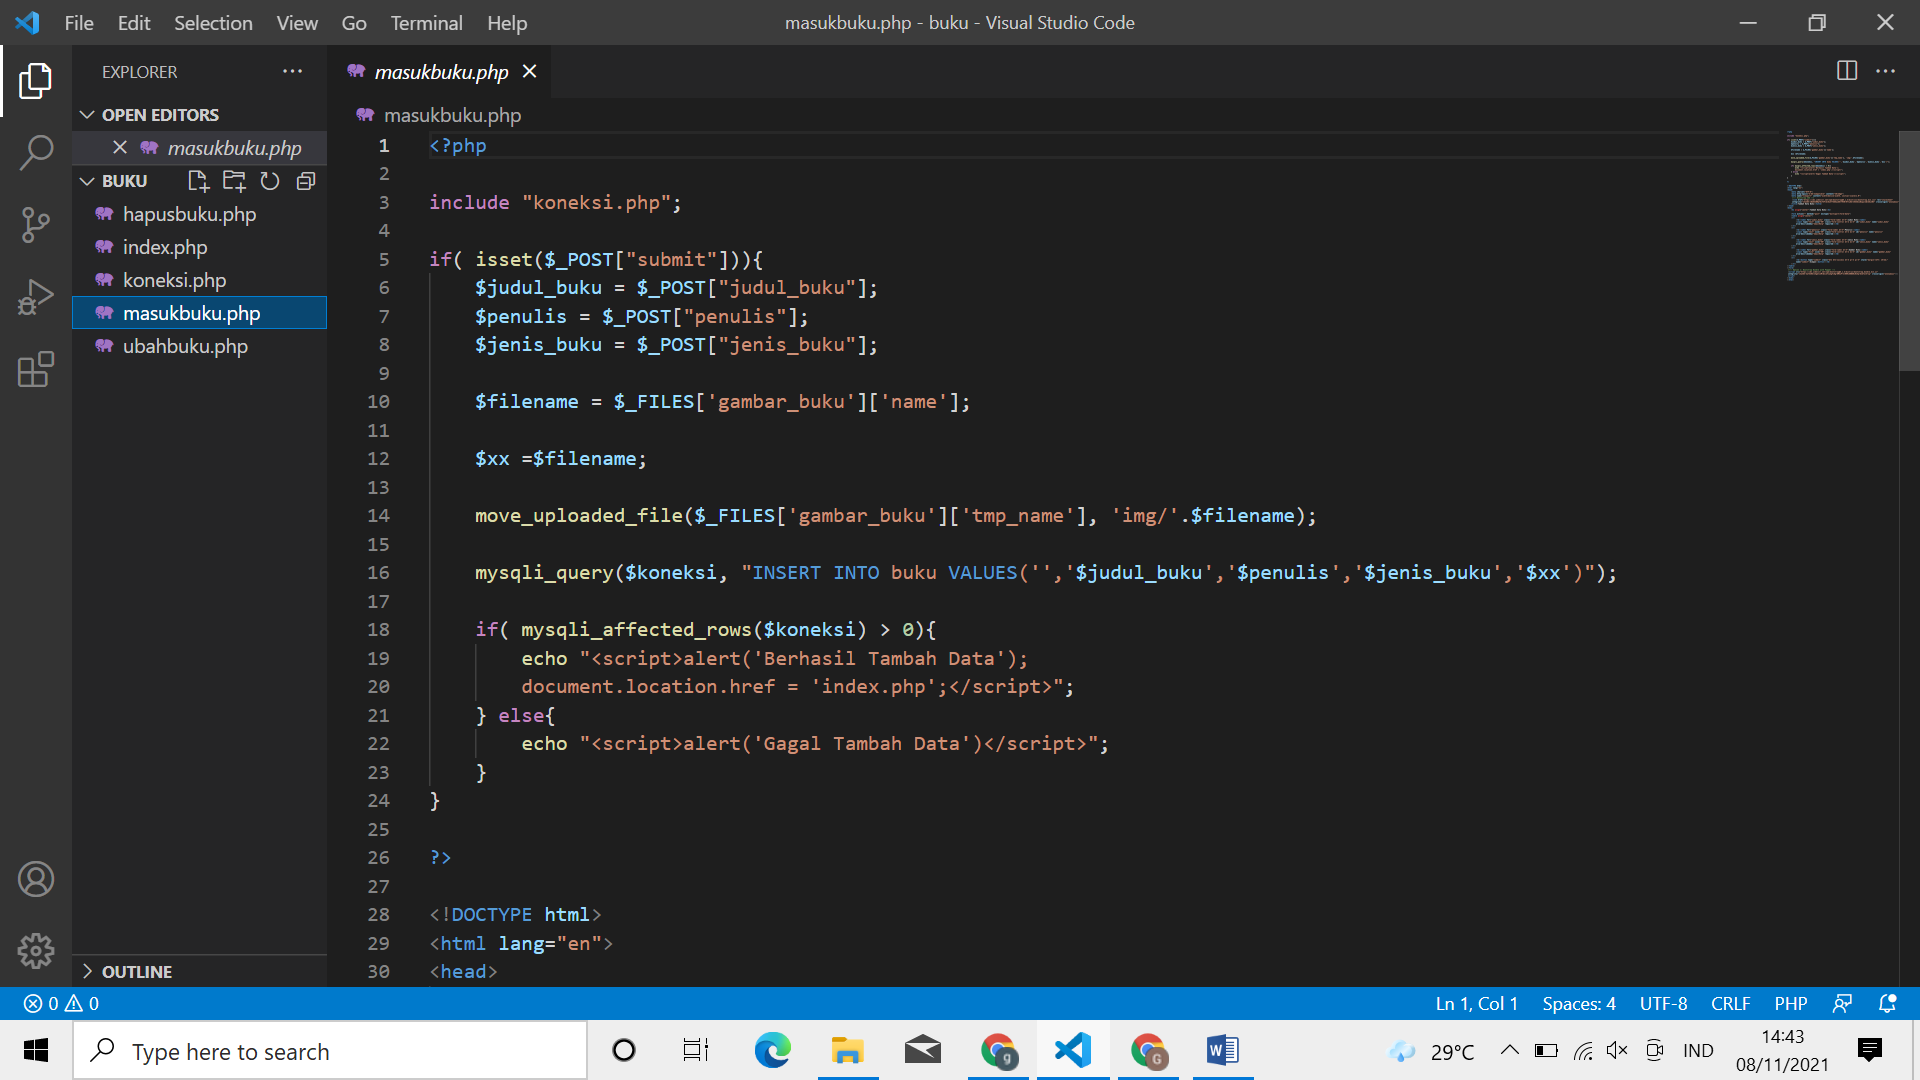 File Edit Selection View Go Terminal Help
masukbuku.php - buku - Visual Studio Code
EXPLORER
OPEN EDITORS
masukbuku.php
BUKU
hapusbuku.php
index.php
koneksi.php
masukbuku.php
ubahbuku.php
OUTLINE
masukbuku.php
masukbuku.php
1 <?php
2
3 include "koneksi.php";
4
5 if( isset($_POST["submit"])){
6 $judul_buku = $_POST["judul_buku"];
7 $penulis = $_POST["penulis"];
8 $jenis_buku = $_POST["jenis_buku"];
9
10 $filename = $_FILES['gambar_buku']['name'];
11
12 $xx =$filename;
13
14 move_uploaded_file($_FILES['gambar_buku']['tmp_name'], 'img/'.$filename);
15
16 mysqli_query($koneksi, "INSERT INTO buku VALUES('','$judul_buku','$penulis','$jenis_buku','$xx')");
17
18 if( mysqli_affected_rows($koneksi) > 0){
19 echo "<script>alert('Berhasil Tambah Data');
20 document.location.href = 'index.php';</script>";
21 } else{
22 echo "<script>alert('Gagal Tambah Data')</script>";
23 }
24 }
25
26 ?>
27
28 <!DOCTYPE html>
29 <html lang="en">
30 <head>
0 0
Ln 1, Col 1 Spaces: 4 UTF-8 CRLF PHP
Type here to search
29°C
IND
14:43
08/11/2021